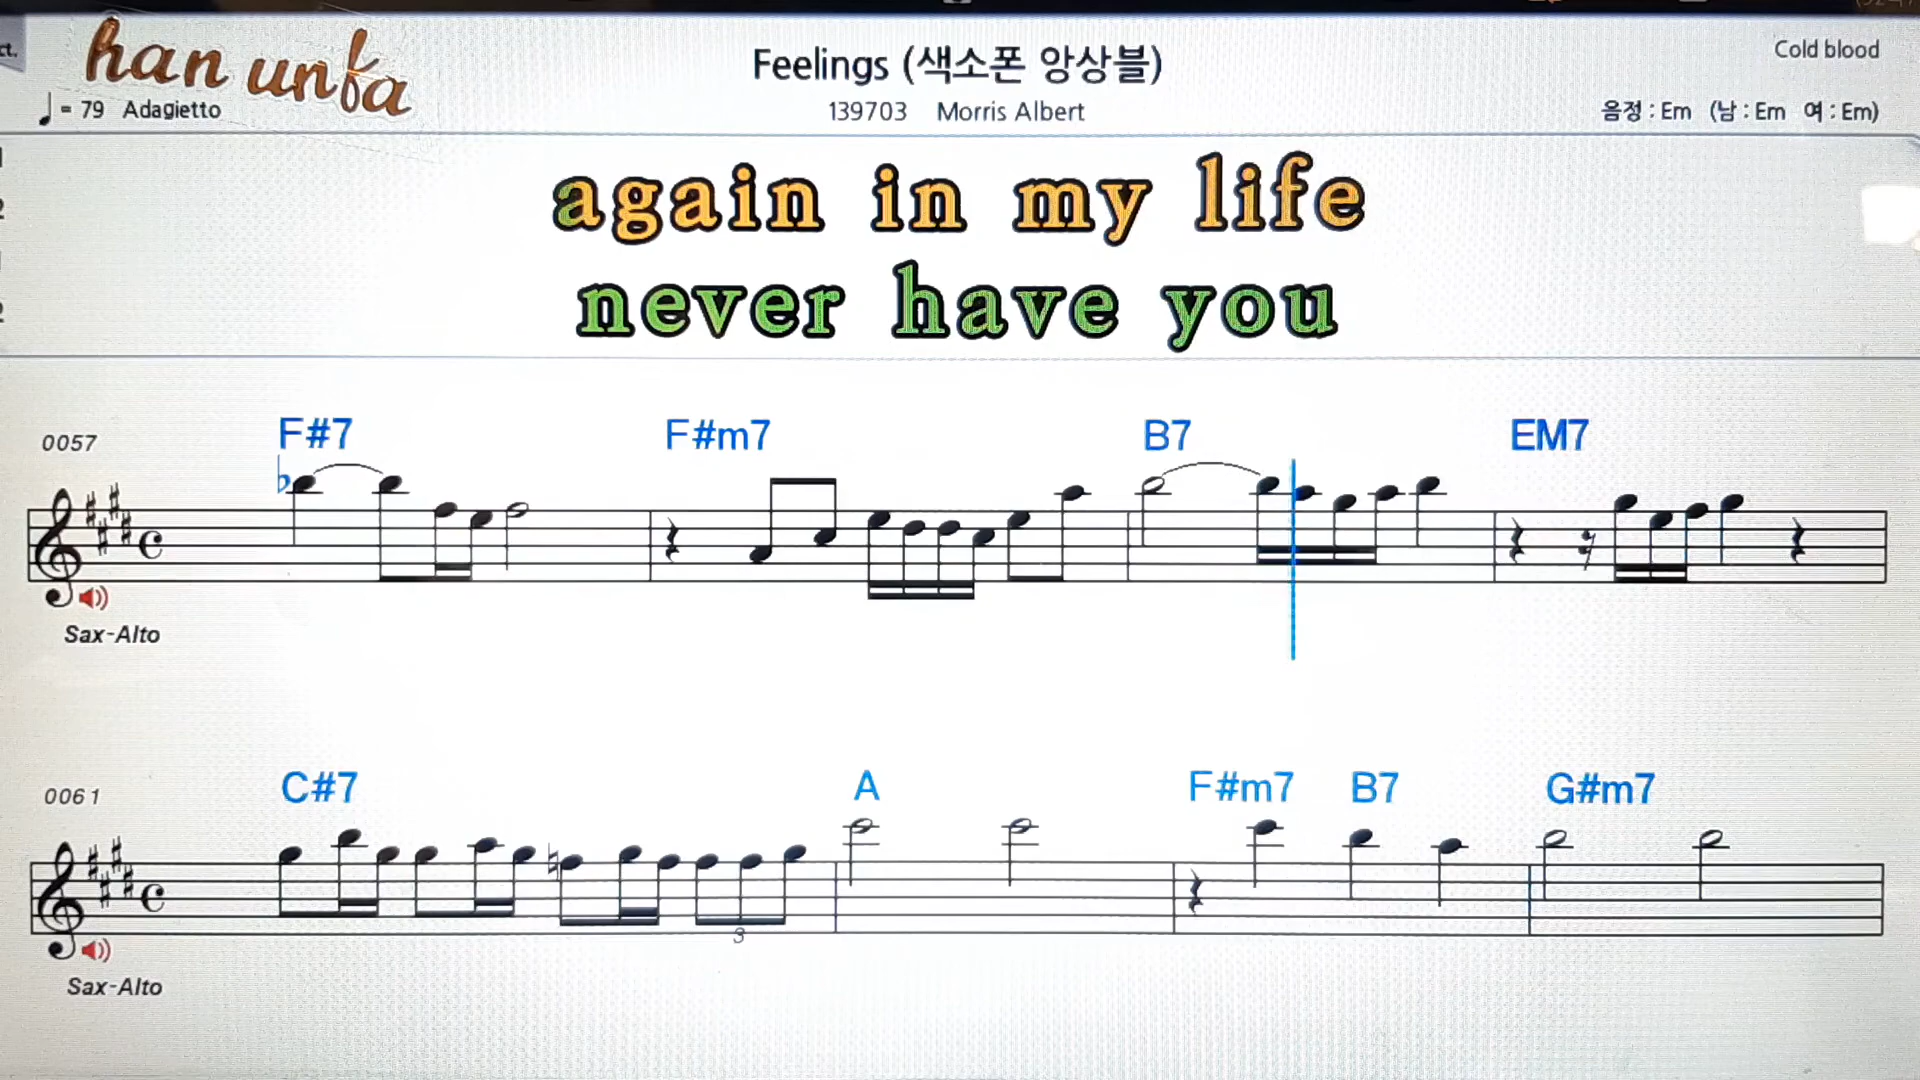 ct.
han unfa
Feelings (색소폰 앙상블)
Cold blood
= 79 Adagietto
139703 Morris Albert
음정 : Em (남 : Em 여 : Em)
again in my life
never have you
0057
F#7 F#m7 B7 EM7
Sax-Alto
0061
C#7 A F#m7 B7 G#m7
3
Sax-Alto